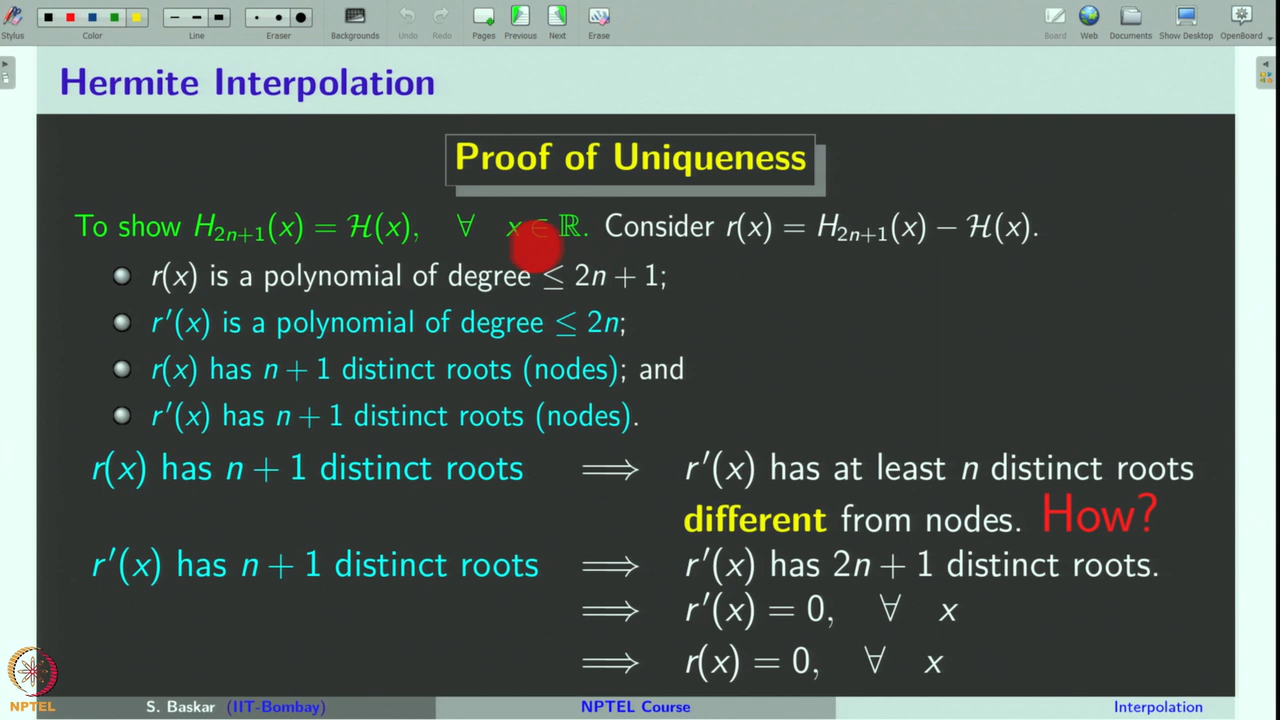 Stylus Color Line Eraser Backgrounds Undo Redo Pages Previous Next Erase Board Web Documents Show Desktop OpenBoard
Hermite Interpolation
Proof of Uniqueness
To show H₂ₙ₊₁(x) = ℋ(x), ∀ x ∈ ℝ. Consider r(x) = H₂ₙ₊₁(x) − ℋ(x).
r(x) is a polynomial of degree ≤ 2n + 1;
r′(x) is a polynomial of degree ≤ 2n;
r(x) has n + 1 distinct roots (nodes); and
r′(x) has n + 1 distinct roots (nodes).
r(x) has n + 1 distinct roots ⟹ r′(x) has at least n distinct roots
different from nodes. How?
r′(x) has n + 1 distinct roots ⟹ r′(x) has 2n + 1 distinct roots.
⟹ r′(x) = 0, ∀ x
⟹ r(x) = 0, ∀ x
NPTEL
S. Baskar (IIT-Bombay) NPTEL Course Interpolation